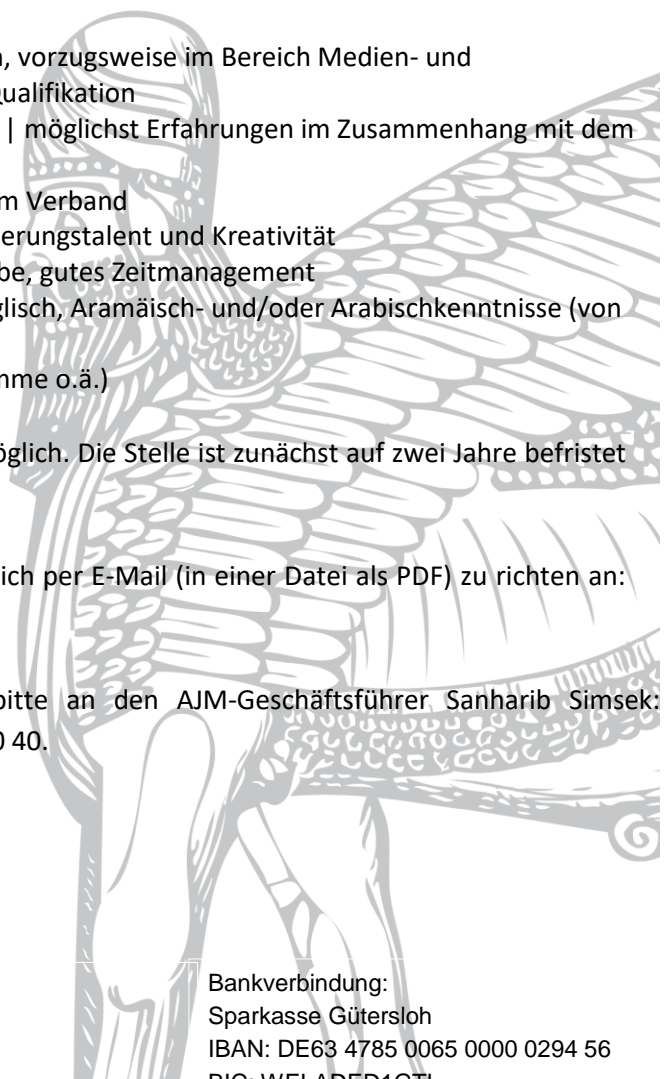 , vorzugsweise im Bereich Medien- und
ualifikation
| möglichst Erfahrungen im Zusammenhang mit dem
m Verband
erungstalent und Kreativität
be, gutes Zeitmanagement
glisch, Aramäisch- und/oder Arabischkenntnisse (von
mme o.ä.)
öglich. Die Stelle ist zunächst auf zwei Jahre befristet
ich per E-Mail (in einer Datei als PDF) zu richten an:
bitte an den AJM-Geschäftsführer Sanharib Simsek:
0 40.
Bankverbindung:
Sparkasse Gütersloh
IBAN: DE63 4785 0065 0000 0294 56